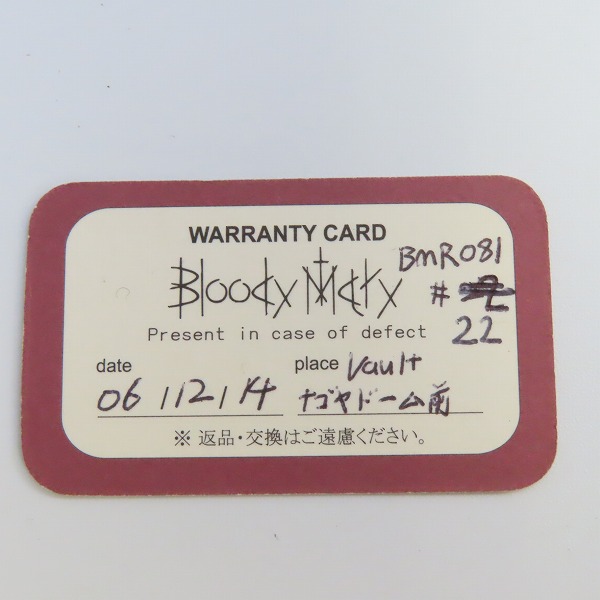 WARRANTY CARD
Bloody Mary
BMR081
#
22
Present in case of defect
date 06/12/14
place Vault
ナゴヤドーム前
※ 返品・交換はご遠慮ください。